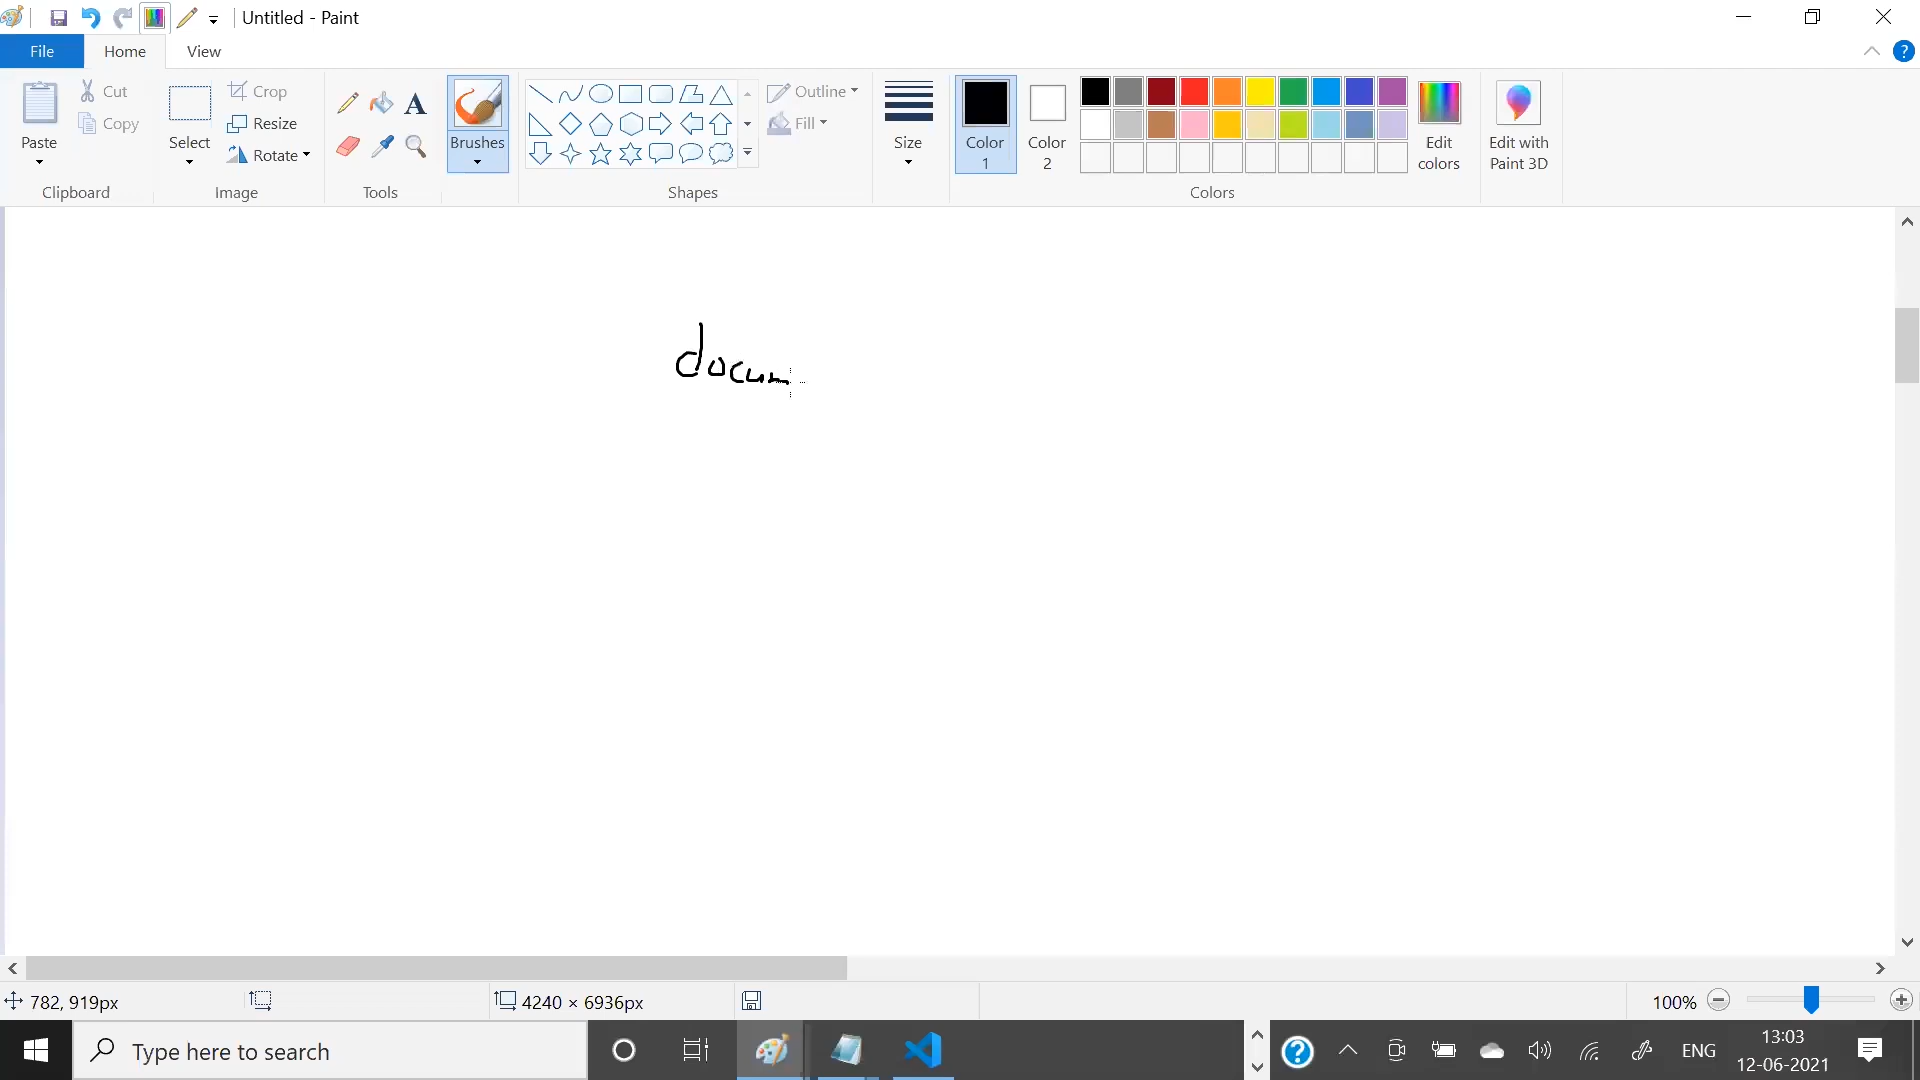 Untitled - Paint
File Home View
Paste
Cut
Copy
Clipboard
Select
Crop
Resize
Rotate
Image
Tools
A
Brushes
Shapes
Outline
Fill
Size
Color 1
Color 2
Colors
Edit colors
Edit with Paint 3D
?
docum
782, 919px
4240 × 6936px
100%
Type here to search
?
ENG
13:03
12-06-2021